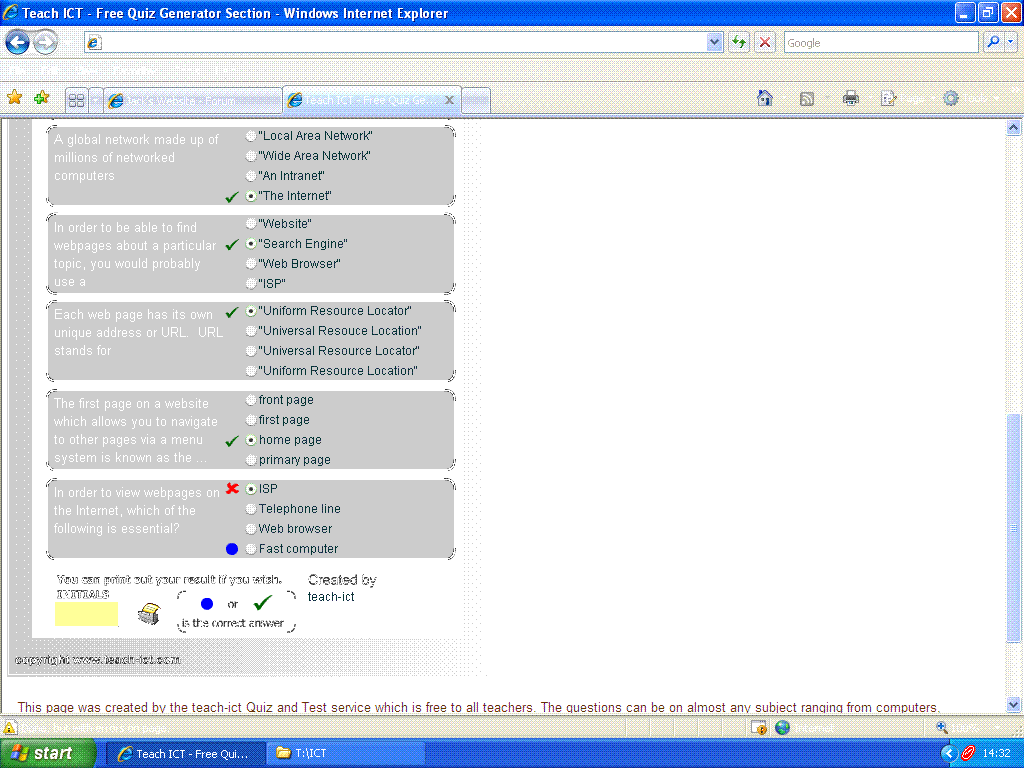 Teach ICT - Free Quiz Generator Section - Windows Internet Explorer
Google
Jack's Website - Forum
Teach ICT - Free Quiz Ge...
A global network made up of
millions of networked
computers
"Local Area Network"
"Wide Area Network"
"An Intranet"
"The Internet"
In order to be able to find
webpages about a particular
topic, you would probably
use a
"Website"
"Search Engine"
"Web Browser"
"ISP"
Each web page has its own
unique address or URL. URL
stands for
"Uniform Resource Locator"
"Universal Resouce Location"
"Universal Resource Locator"
"Uniform Resource Location"
The first page on a website
which allows you to navigate
to other pages via a menu
system is known as the ...
front page
first page
home page
primary page
In order to view webpages on
the Internet, which of the
following is essential?
ISP
Telephone line
Web browser
Fast computer
You can print out your result if you wish.
INITIALS
or
is the correct answer
Created by
teach-ict
copyright www.teach-ict.com
This page was created by the teach-ict Quiz and Test service which is free to all teachers. The questions can be on almost any subject ranging from computers,
start
Teach ICT - Free Qui...
T:\ICT
14:32